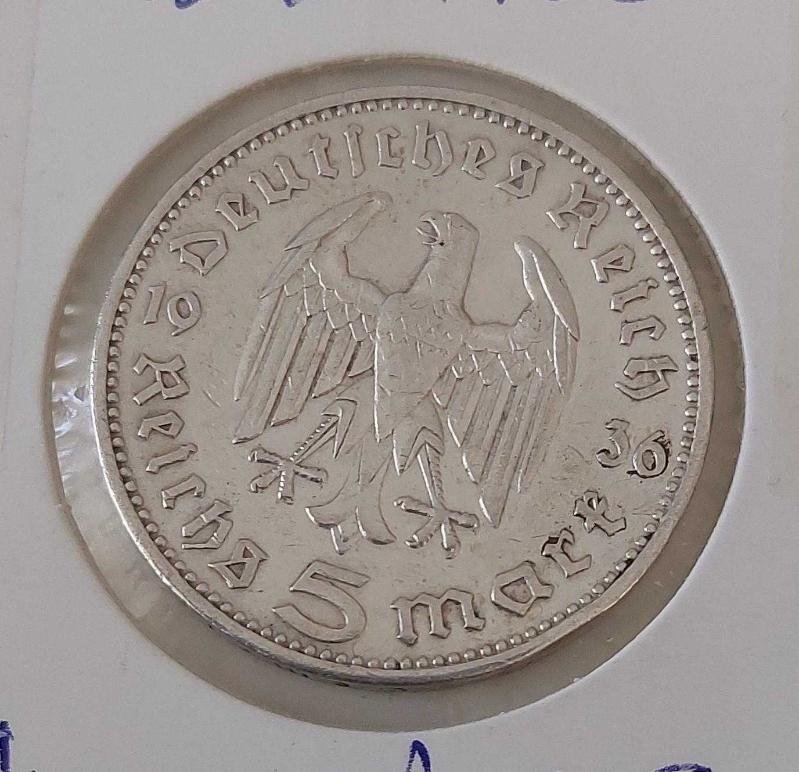 Deutſches Reich
19 36
Reichs 5 mark